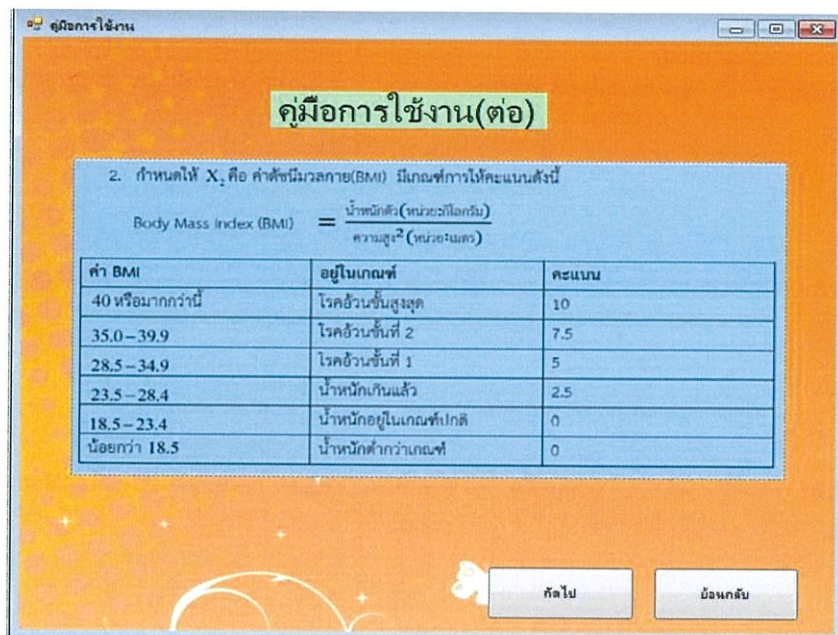 คู่มือการใช้งาน
คู่มือการใช้งาน(ต่อ)
2. กำหนดให้ X₂ คือ ค่าดัชนีมวลกาย(BMI) มีเกณฑ์การให้คะแนนดังนี้
Body Mass Index (BMI) = น้ำหนักตัว(หน่วย:กิโลกรัม)
ความสูง²(หน่วย:เมตร)
ค่า BMI อยู่ในเกณฑ์ คะแนน
40 หรือมากกว่านี้ โรคอ้วนขั้นสูงสุด 10
35.0–39.9 โรคอ้วนขั้นที่ 2 7.5
28.5–34.9 โรคอ้วนขั้นที่ 1 5
23.5–28.4 น้ำหนักเกินแล้ว 2.5
18.5–23.4 น้ำหนักอยู่ในเกณฑ์ปกติ 0
น้อยกว่า 18.5 น้ำหนักต่ำกว่าเกณฑ์ 0
ถัดไป ย้อนกลับ